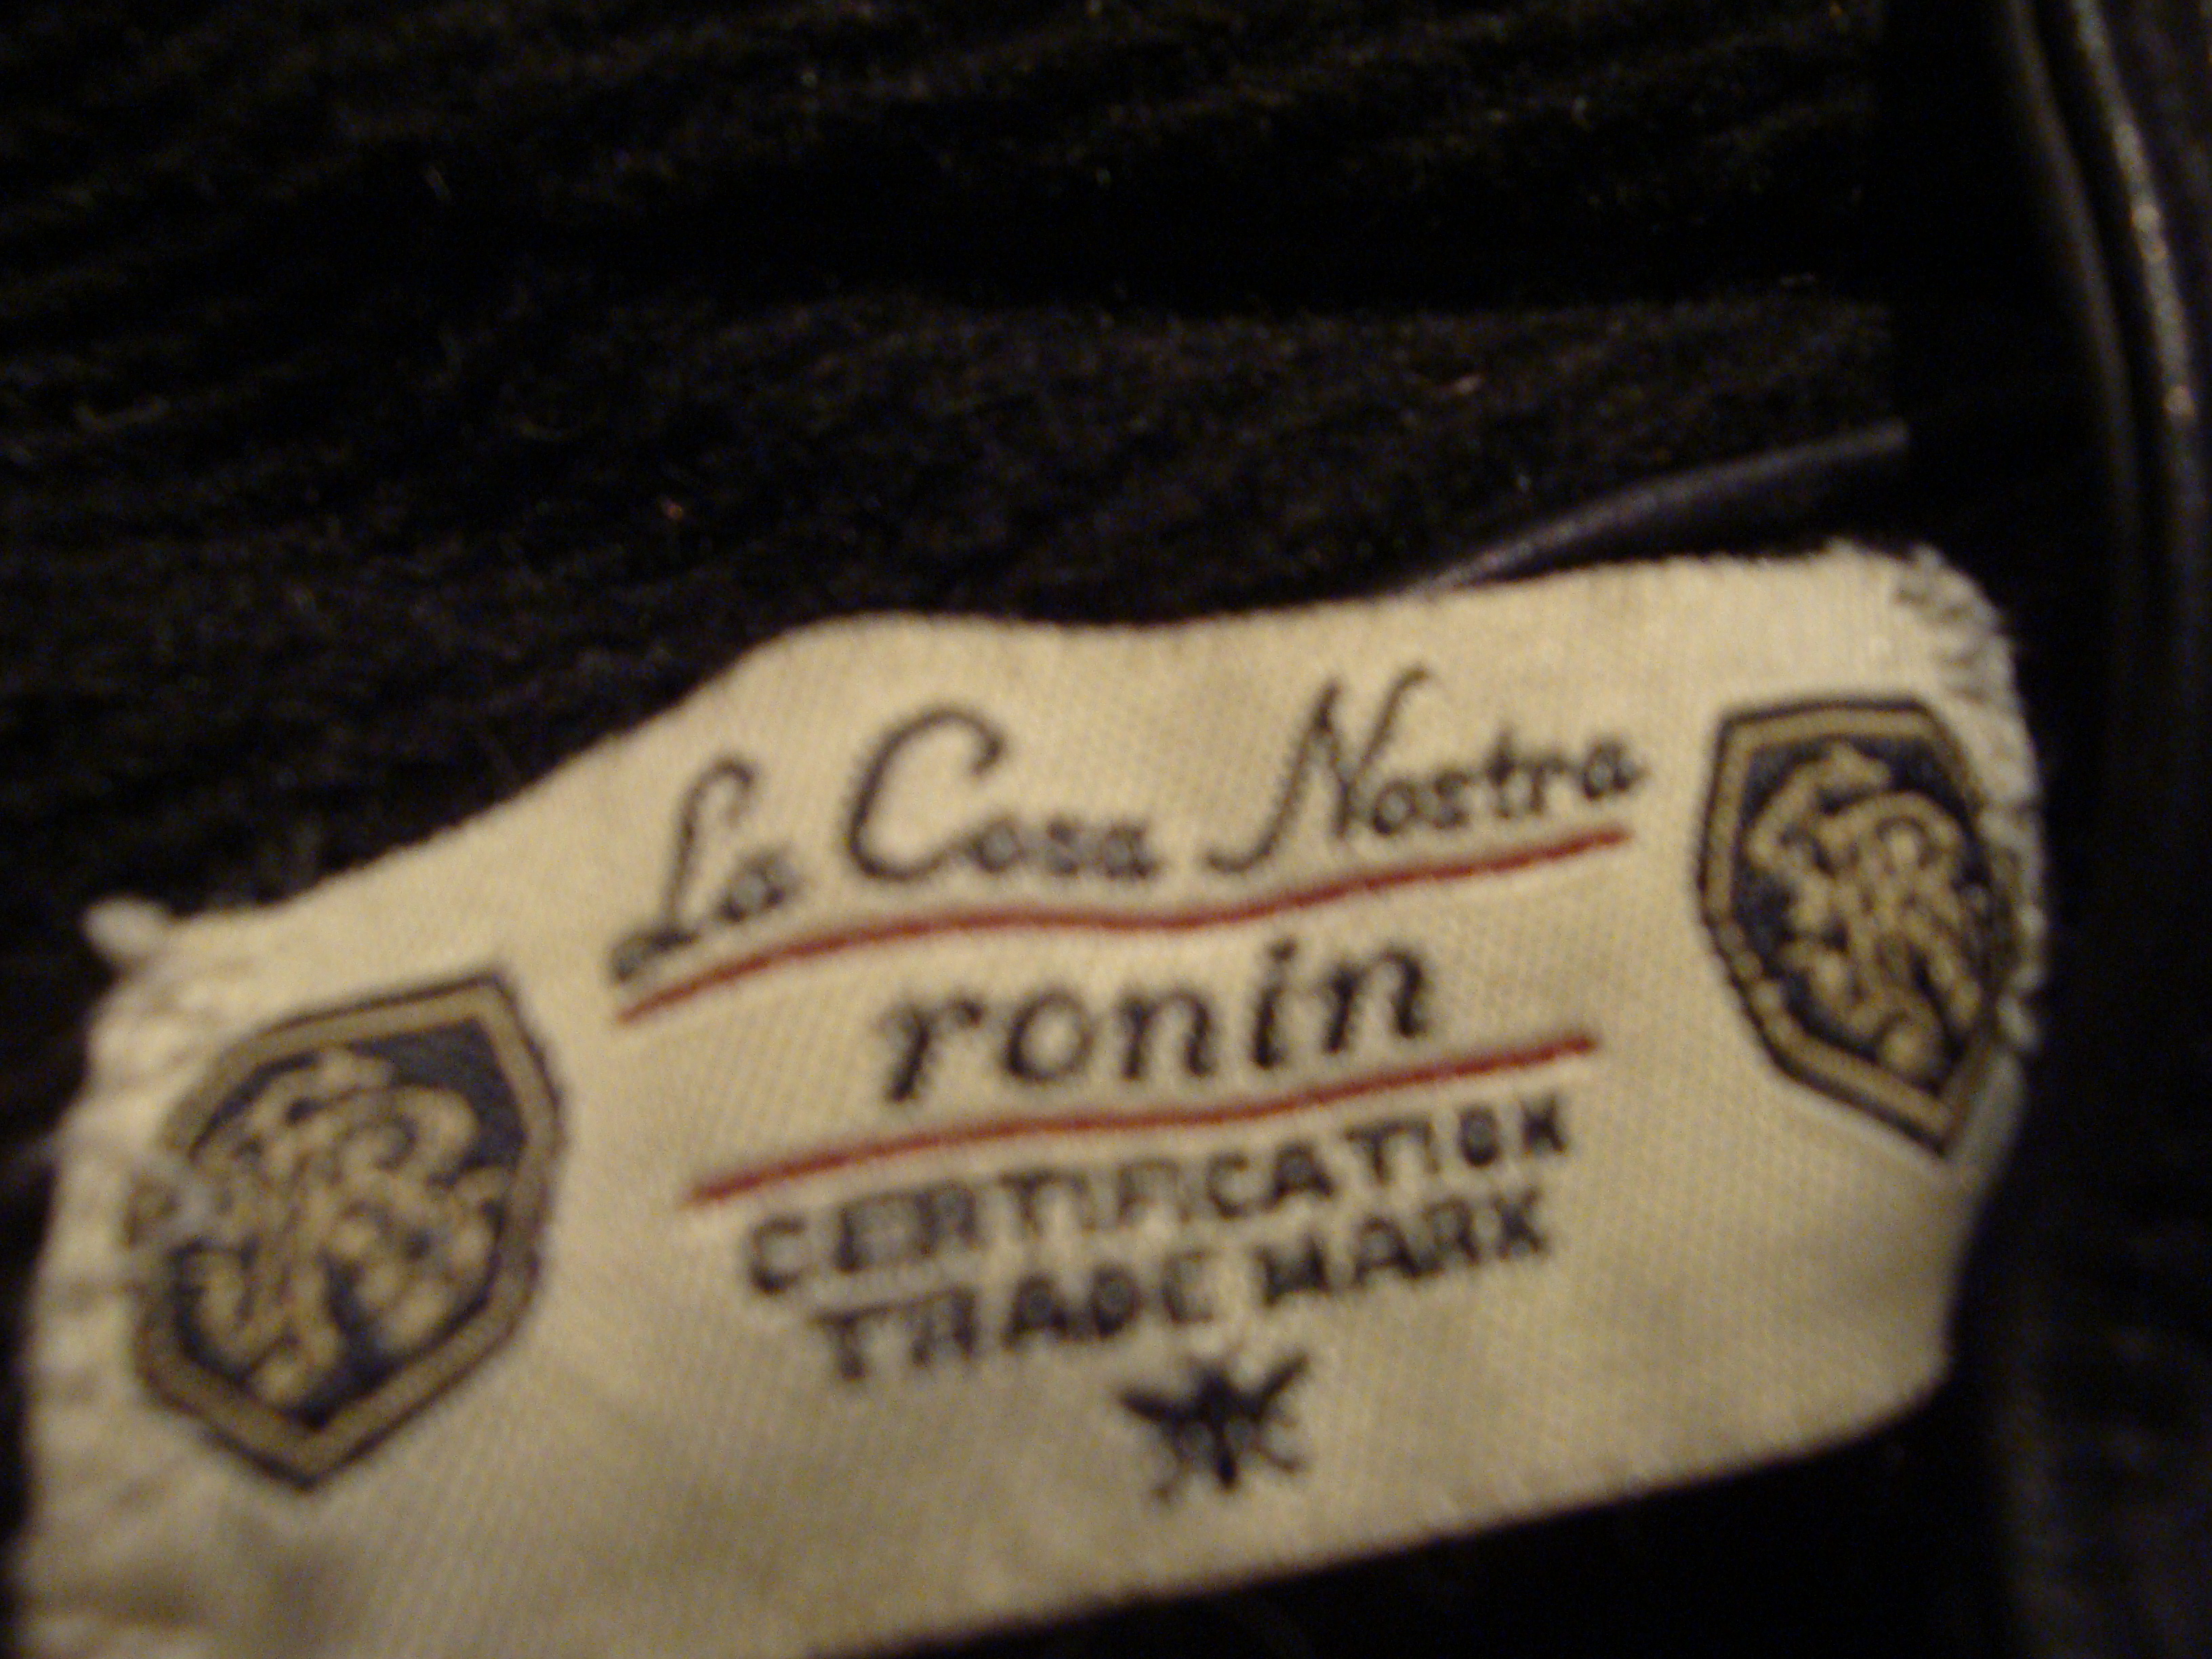 La Cosa Nostra
ronin
CERTIFICATION
TRADE MARK